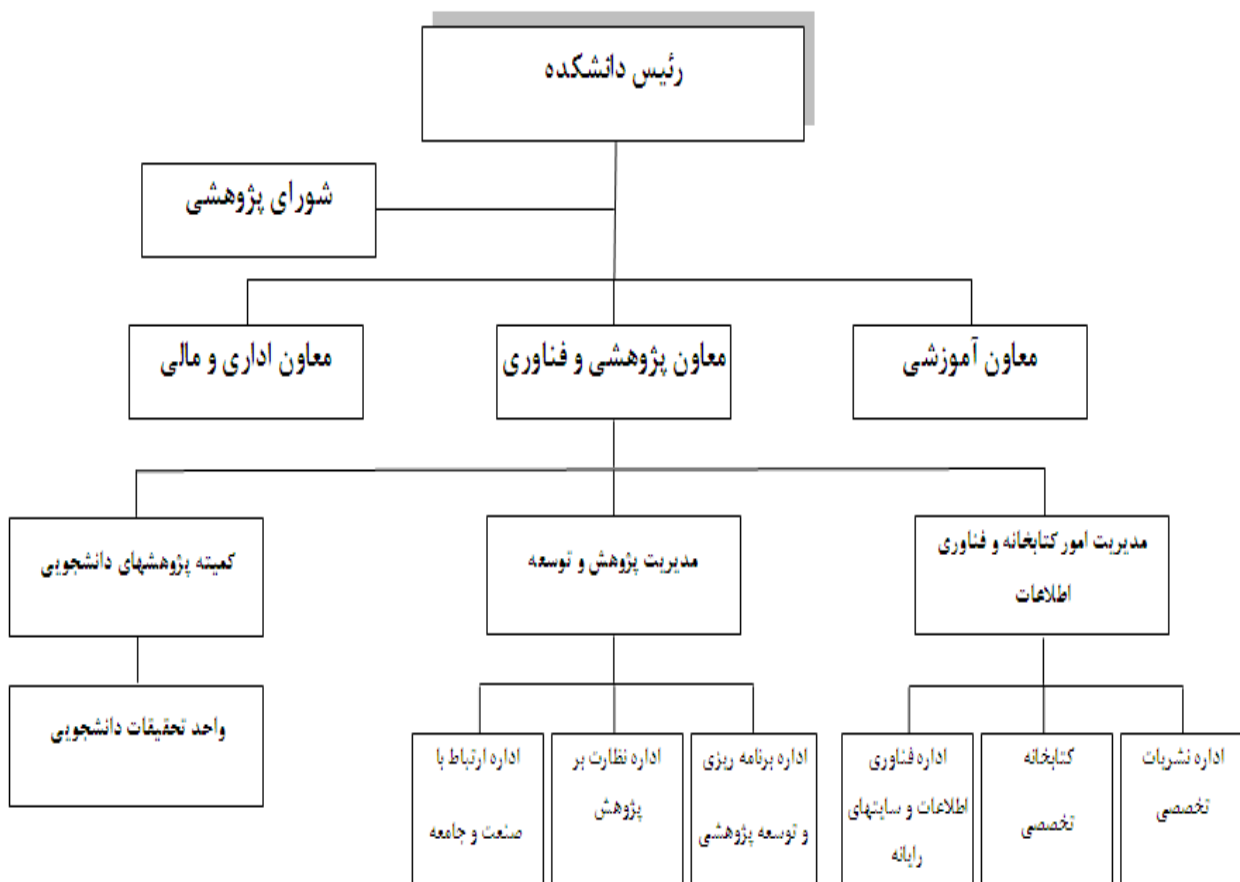 رئیس دانشکده
شورای پژوهشی
معاون آموزشی
معاون پژوهشی و فناوری
معاون اداری و مالی
مدیریت امور کتابخانه و فناوری
اطلاعات
مدیریت پژوهش و توسعه
کمیته پژوهشهای دانشجویی
واحد تحقیقات دانشجویی
اداره نشریات
تخصصی
کتابخانه
تخصصی
اداره فناوری
اطلاعات و سایتهای
رایانه
اداره برنامه ریزی
و توسعه پژوهشی
اداره نظارت بر
پژوهش
اداره ارتباط با
صنعت و جامعه